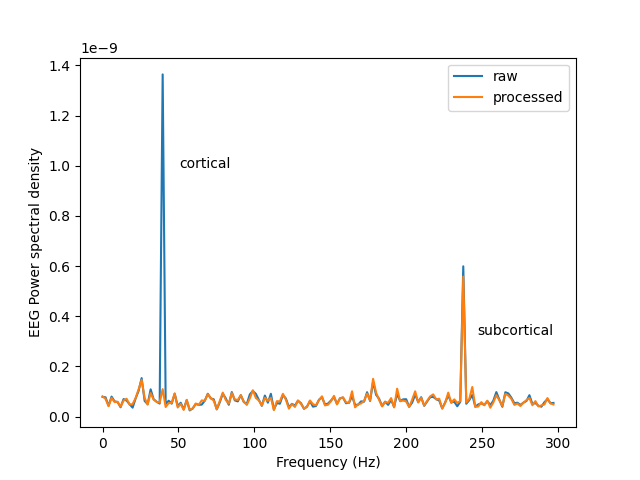 1e−9
1.4
1.2
1.0
0.8
0.6
0.4
0.2
0.0
EEG Power spectral density
raw
processed
cortical
subcortical
0 50 100 150 200 250 300
Frequency (Hz)